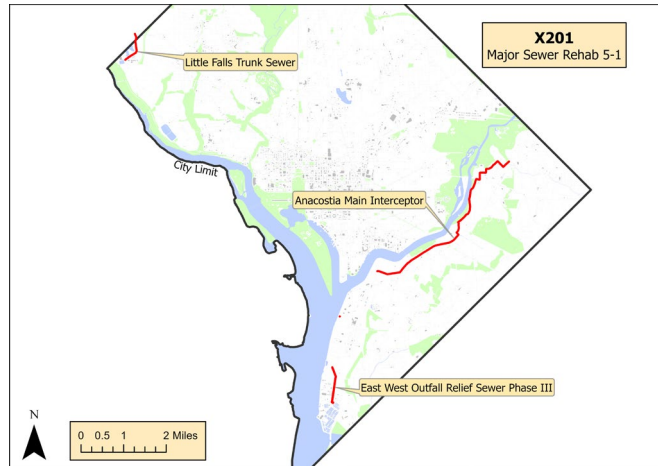 X201
Major Sewer Rehab 5-1
Little Falls Trunk Sewer
City Limit
Anacostia Main Interceptor
East West Outfall Relief Sewer Phase III
N
0 0.5 1 2 Miles